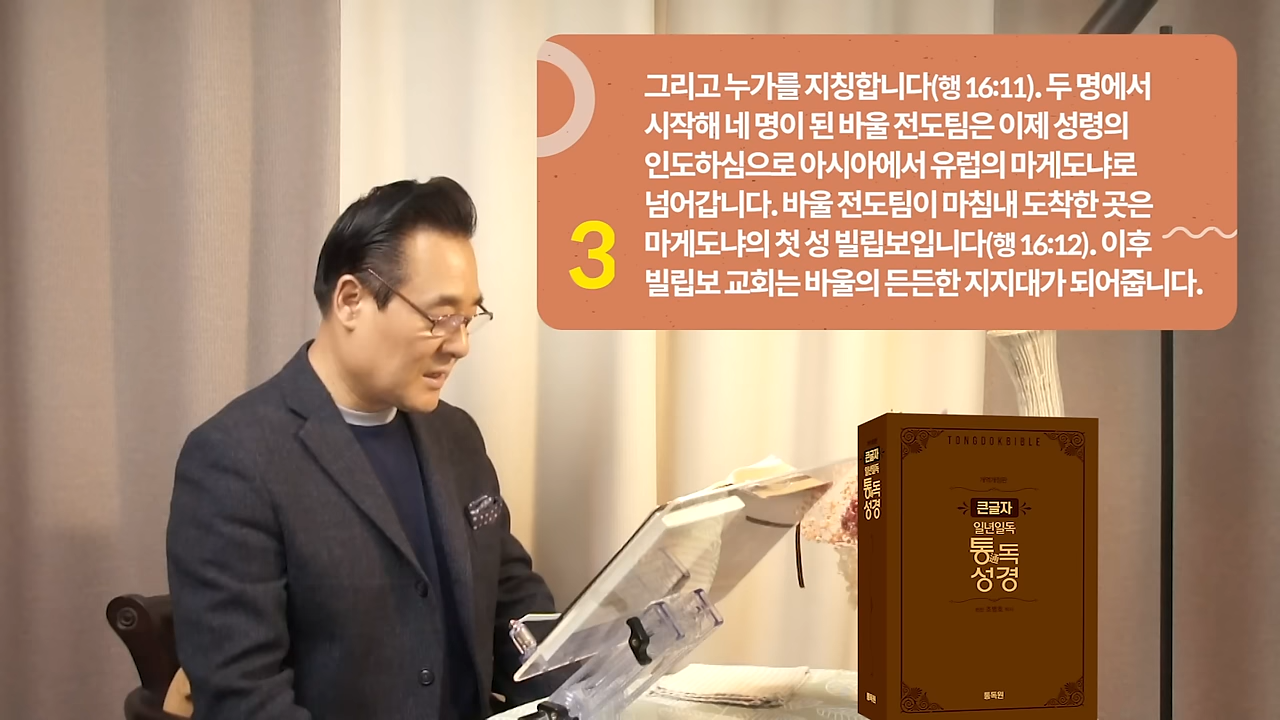 그리고 누가를 지칭합니다(행 16:11). 두 명에서
시작해 네 명이 된 바울 전도팀은 이제 성령의
인도하심으로 아시아에서 유럽의 마게도냐로
넘어갑니다. 바울 전도팀이 마침내 도착한 곳은
3
마게도냐의 첫 성 빌립보입니다(행 16:12). 이후
빌립보 교회는 바울의 든든한 지지대가 되어줍니다.
TONGDOKBIBLE
큰글자
일년일독
통독
성경
통독원
큰글자
일년일독
통독
성경
통독원